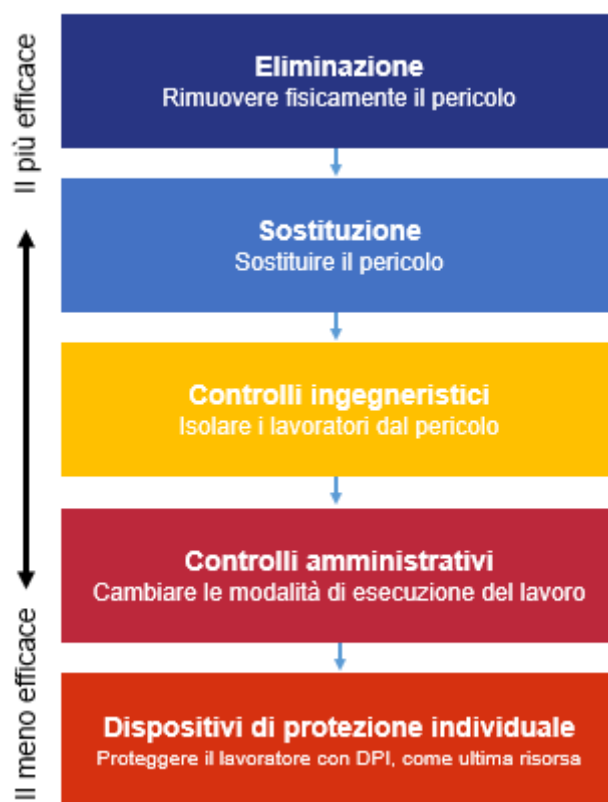 Il più efficace
Eliminazione
Rimuovere fisicamente il pericolo
Sostituzione
Sostituire il pericolo
Controlli ingegneristici
Isolare i lavoratori dal pericolo
Controlli amministrativi
Cambiare le modalità di esecuzione del lavoro
Il meno efficace
Dispositivi di protezione individuale
Proteggere il lavoratore con DPI, come ultima risorsa